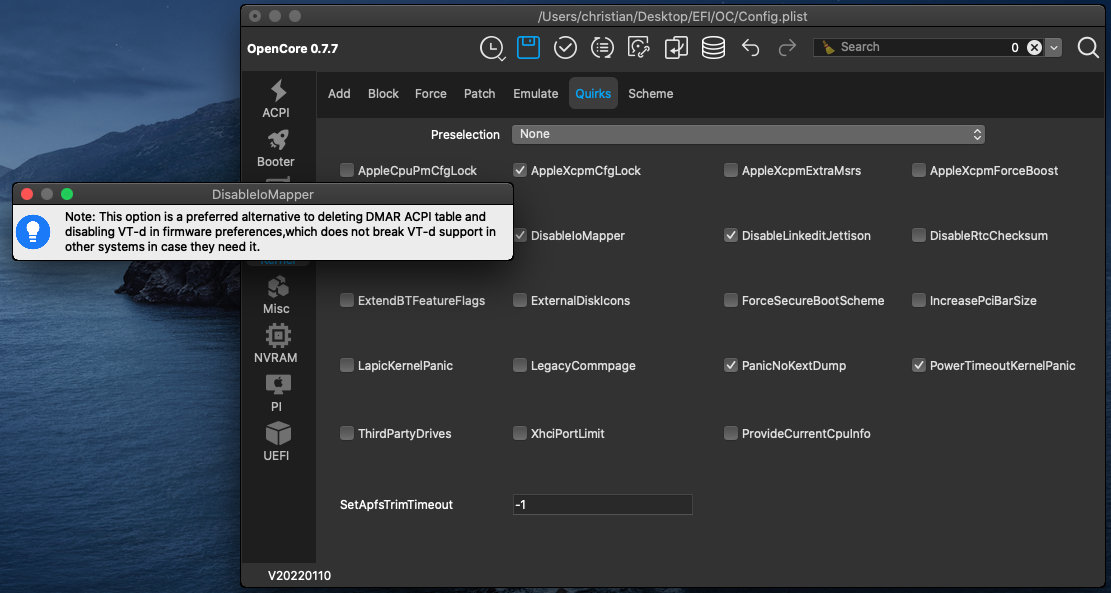 /Users/christian/Desktop/EFI/OC/Config.plist
OpenCore 0.7.7
Search
0
ACPI
Booter
Misc
NVRAM
PI
UEFI
Add
Block
Force
Patch
Emulate
Quirks
Scheme
Preselection
None
AppleCpuPmCfgLock
AppleXcpmCfgLock
AppleXcpmExtraMsrs
AppleXcpmForceBoost
DisableIoMapper
Note: This option is a preferred alternative to deleting DMAR ACPI table and
disabling VT-d in firmware preferences,which does not break VT-d support in
other systems in case they need it.
DisableIoMapper
DisableLinkeditJettison
DisableRtcChecksum
ExtendBTFeatureFlags
ExternalDiskIcons
ForceSecureBootScheme
IncreasePciBarSize
LapicKernelPanic
LegacyCommpage
PanicNoKextDump
PowerTimeoutKernelPanic
ThirdPartyDrives
XhciPortLimit
ProvideCurrentCpuInfo
SetApfsTrimTimeout
-1
V20220110